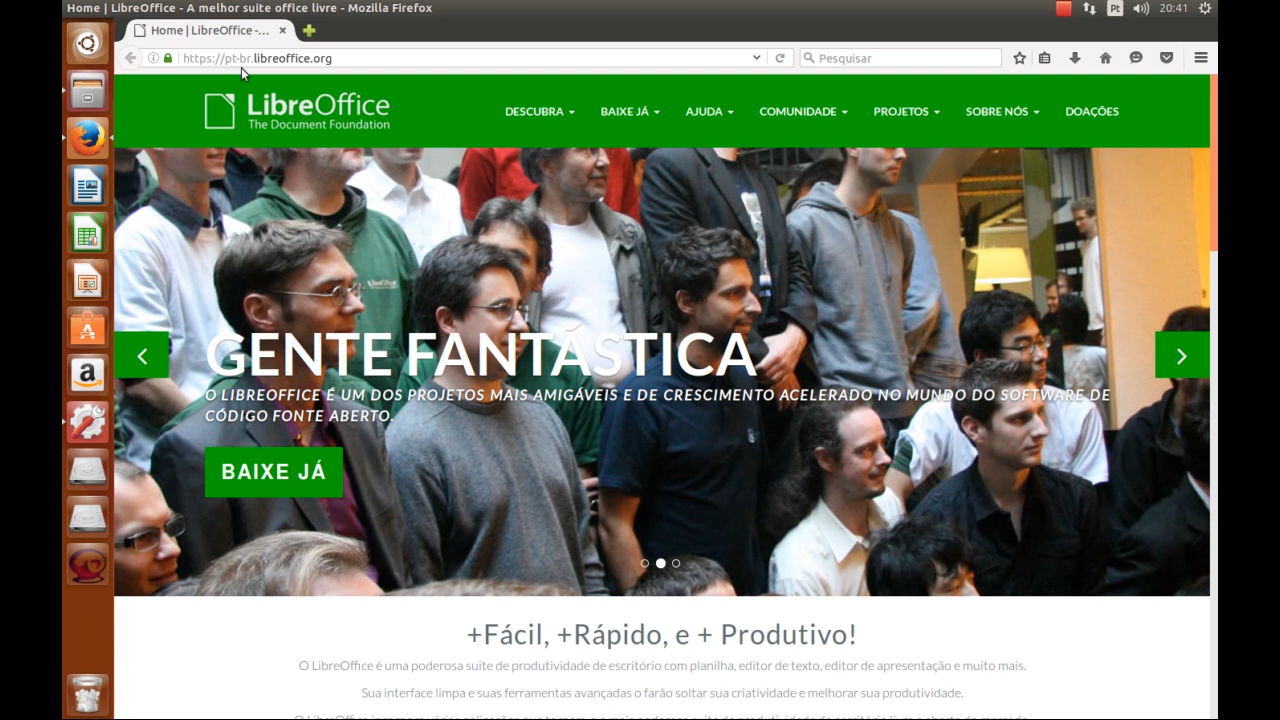 Home | LibreOffice - A melhor suite office livre - Mozilla Firefox
Pt
20:41
Home | LibreOffice -...
https://pt-br.libreoffice.org
Pesquisar
LibreOffice
The Document Foundation
DESCUBRA
BAIXE JÁ
AJUDA
COMUNIDADE
PROJETOS
SOBRE NÓS
DOAÇÕES
GENTE FANTÁSTICA
O LIBREOFFICE É UM DOS PROJETOS MAIS AMIGÁVEIS E DE CRESCIMENTO ACELERADO NO MUNDO DO SOFTWARE DE
CÓDIGO FONTE ABERTO.
BAIXE JÁ
+Fácil, +Rápido, e + Produtivo!
O LibreOffice é uma poderosa suite de produtividade de escritório com planilha, editor de texto, editor de apresentação e muito mais.
Sua interface limpa e suas ferramentas avançadas o farão soltar sua criatividade e melhorar sua produtividade.